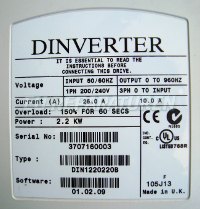 DINVERTER
IT IS ESSENTIAL TO READ THE
INSTRUCTIONS BEFORE
CONNECTING THIS DRIVE.
Voltage INPUT 50/60HZ OUTPUT 0 TO 960HZ
1PH 200/240V 3PH 0 TO INPUT
Current (A) 25.0 A 10.0 A
Overload: 150% FOR 60 SECS
Power = 2.2 KW
Serial No:
3707160003
Type No:
DIN1220220B
01.02.09
F
105J13